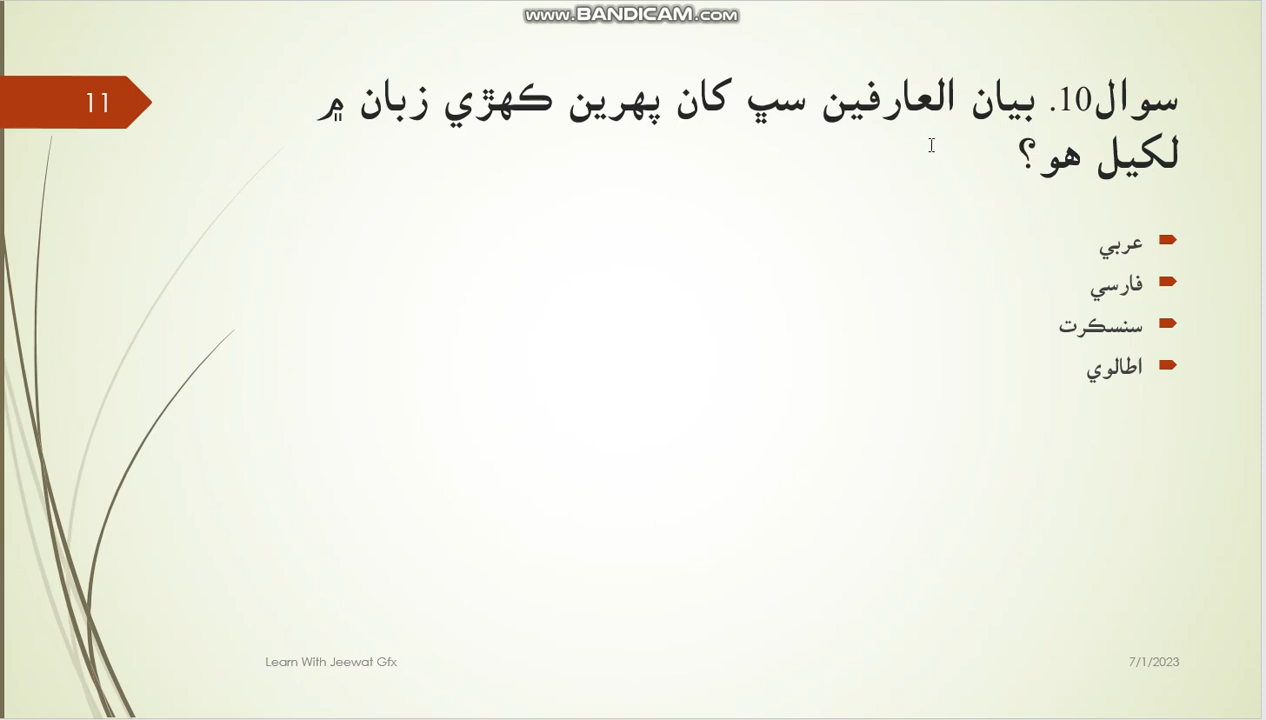 www.BANDICAM.com
11
سوال10. بيان العارفين سڀ کان پهرين ڪهڙي زبان ۾
لکيل هو؟
عربي
فارسي
سنسڪرت
اطالوي
Learn With Jeewat Gfx
7/1/2023